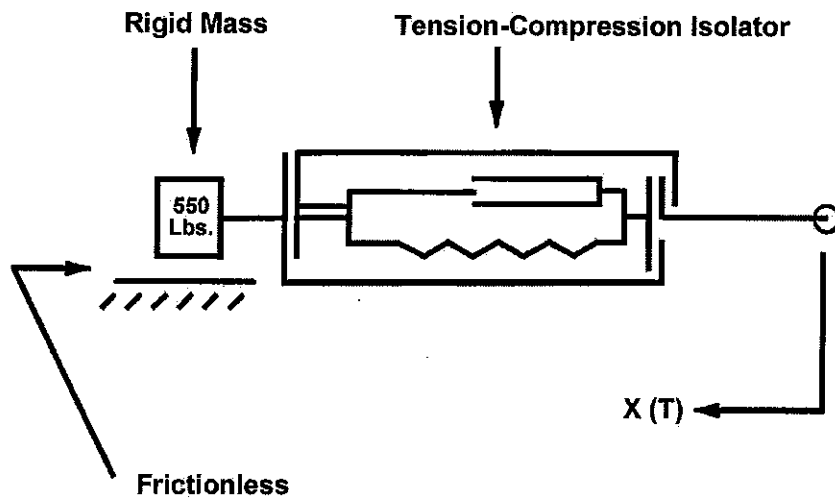 Rigid Mass
Tension-Compression Isolator
550
Lbs.
X (T)
Frictionless